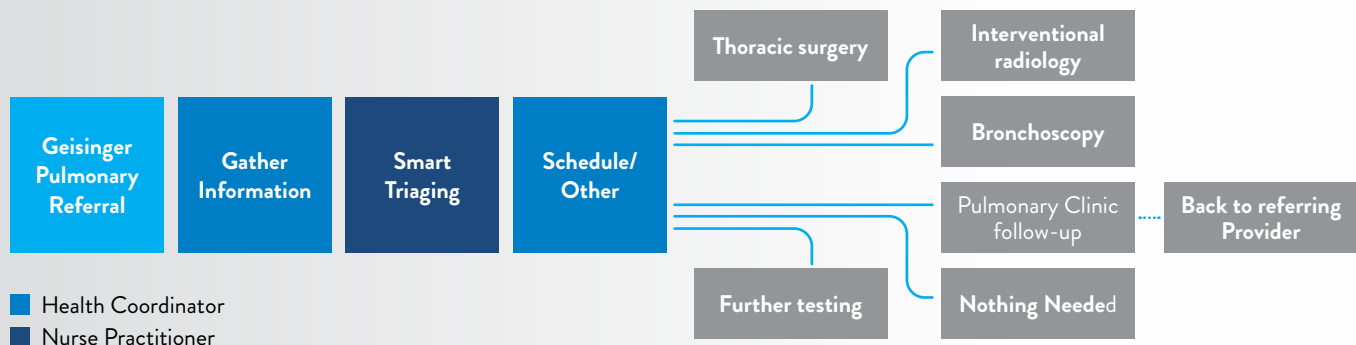 Geisinger
Pulmonary
Referral
Gather
Information
Smart
Triaging
Schedule/
Other
Thoracic surgery
Interventional
radiology
Bronchoscopy
Pulmonary Clinic
follow-up
Back to referring
Provider
Further testing
Nothing Needed
Health Coordinator
Nurse Practitioner